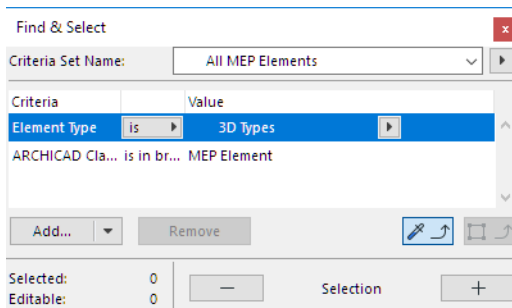 Find & Select
x
Criteria Set Name: All MEP Elements
Criteria Value
Element Type is 3D Types
ARCHICAD Cla... is in br... MEP Element
Add... Remove
Selected: 0
Editable: 0
— Selection +